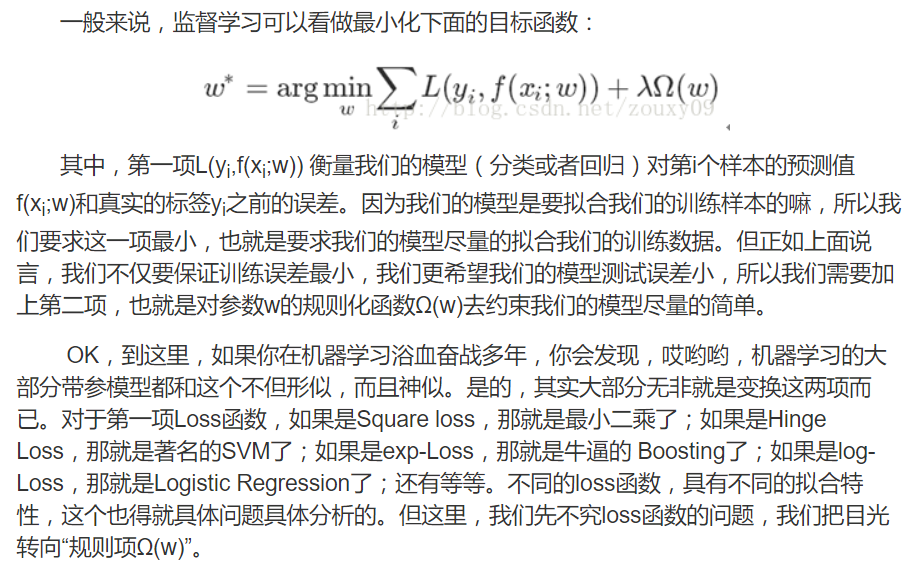 一般来说，监督学习可以看做最小化下面的目标函数：
w* = arg min_w ∑_i L(y_i, f(x_i; w)) + λΩ(w)
http://blog.csdn.net/zouxy09
其中，第一项L(yi,f(xi;w)) 衡量我们的模型（分类或者回归）对第i个样本的预测值
f(xi;w)和真实的标签yi之前的误差。因为我们的模型是要拟合我们的训练样本的嘛，所以我
们要求这一项最小，也就是要求我们的模型尽量的拟合我们的训练数据。但正如上面说
言，我们不仅要保证训练误差最小，我们更希望我们的模型测试误差小，所以我们需要加
上第二项，也就是对参数w的规则化函数Ω(w)去约束我们的模型尽量的简单。
OK，到这里，如果你在机器学习浴血奋战多年，你会发现，哎哟哟，机器学习的大
部分带参模型都和这个不但形似，而且神似。是的，其实大部分无非就是变换这两项而
已。对于第一项Loss函数，如果是Square loss，那就是最小二乘了；如果是Hinge
Loss，那就是著名的SVM了；如果是exp-Loss，那就是牛逼的 Boosting了；如果是log-
Loss，那就是Logistic Regression了；还有等等。不同的loss函数，具有不同的拟合特
性，这个也得就具体问题具体分析的。但这里，我们先不究loss函数的问题，我们把目光
转向“规则项Ω(w)”。